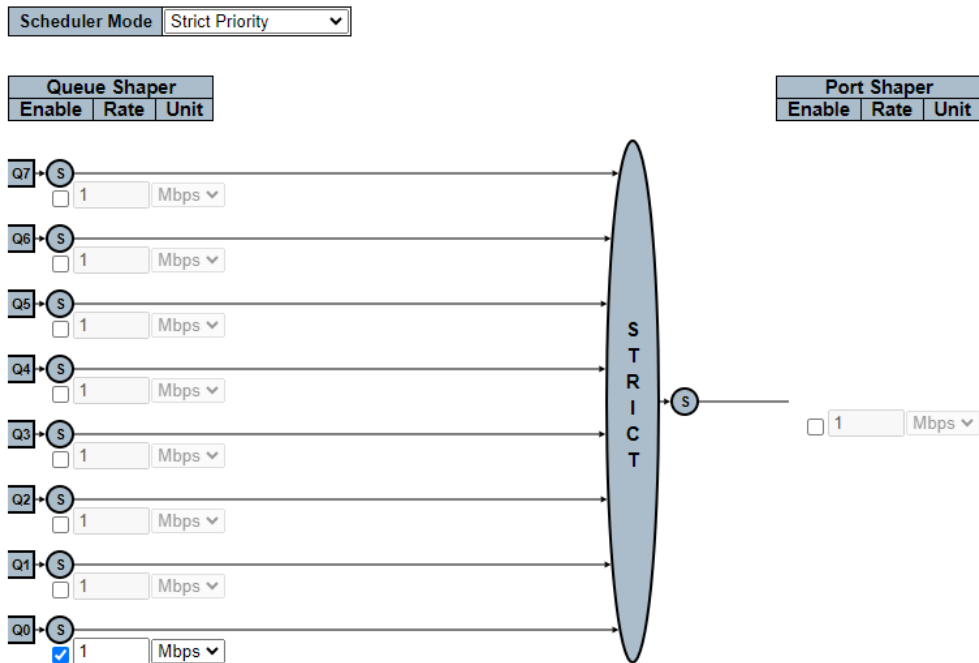 Scheduler Mode Strict Priority
Queue Shaper
Enable Rate Unit
Port Shaper
Enable Rate Unit
Q7 S
1 Mbps
Q6 S
1 Mbps
Q5 S
1 Mbps
Q4 S
1 Mbps
Q3 S
1 Mbps
Q2 S
1 Mbps
Q1 S
1 Mbps
Q0 S
1 Mbps
S
T
R
I
C
T
S
1 Mbps